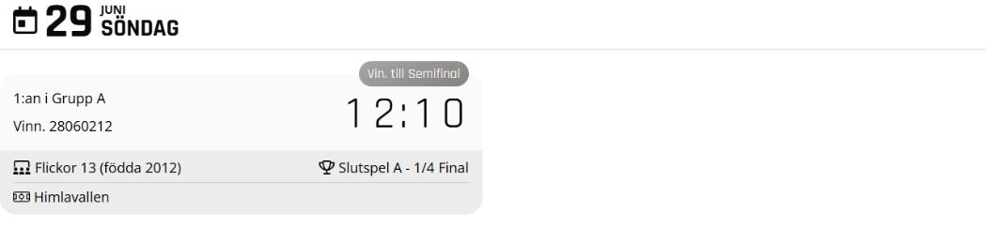 29 JUNI
SÖNDAG
Vin. till Semifinal
1:an i Grupp A
12:10
Vinn. 28060212
Flickor 13 (födda 2012)
Slutspel A - 1/4 Final
Himlavallen